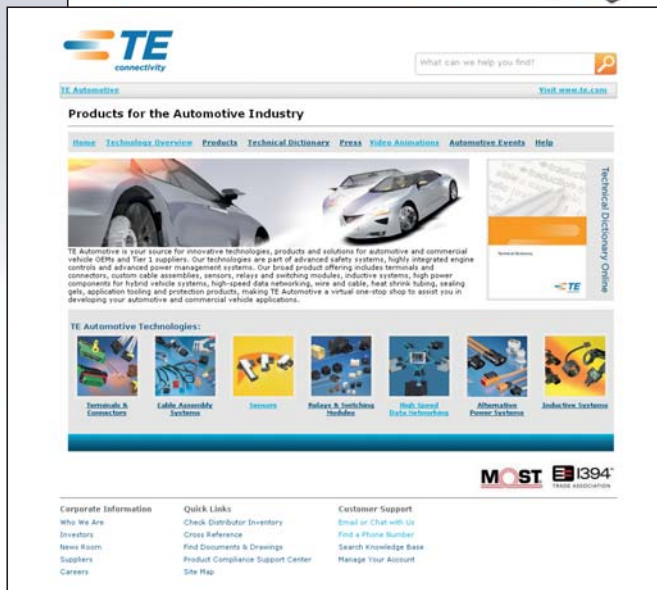 TE
connectivity
What can we help you find?
TE Automotive
Visit www.te.com
Products for the Automotive Industry
Home Technology Overview Products Technical Dictionary Press Video Animations Automotive Events Help
TE Automotive is your source for innovative technologies, products and solutions for automotive and commercial
vehicle OEMs and Tier 1 suppliers. Our technologies are part of advanced safety systems, highly integrated engine
controls and advanced power management systems. Our broad product offering includes terminals and
connectors, custom cable assemblies, sensors, relays and switching modules, inductive systems, high power
components for hybrid vehicle systems, high-speed data networking, wire and cable, heat shrink tubing, sealing
gels, application tooling and protection products, making TE Automotive a virtual one-stop shop to assist you in
developing your automotive and commercial vehicle applications.
Technical Dictionary
TE
Technical Dictionary Online
TE Automotive Technologies:
Terminals &
Connectors
Cable Assembly
Systems
Sensors
Relays & Switching
Modules
High Speed
Data Networking
Alternative
Power Systems
Inductive Systems
MOST
1394
TRADE ASSOCIATION
Corporate Information
Who We Are
Investors
News Room
Suppliers
Careers
Quick Links
Check Distributor Inventory
Cross Reference
Find Documents & Drawings
Product Compliance Support Center
Site Map
Customer Support
Email or Chat with Us
Find a Phone Number
Search Knowledge Base
Manage Your Account